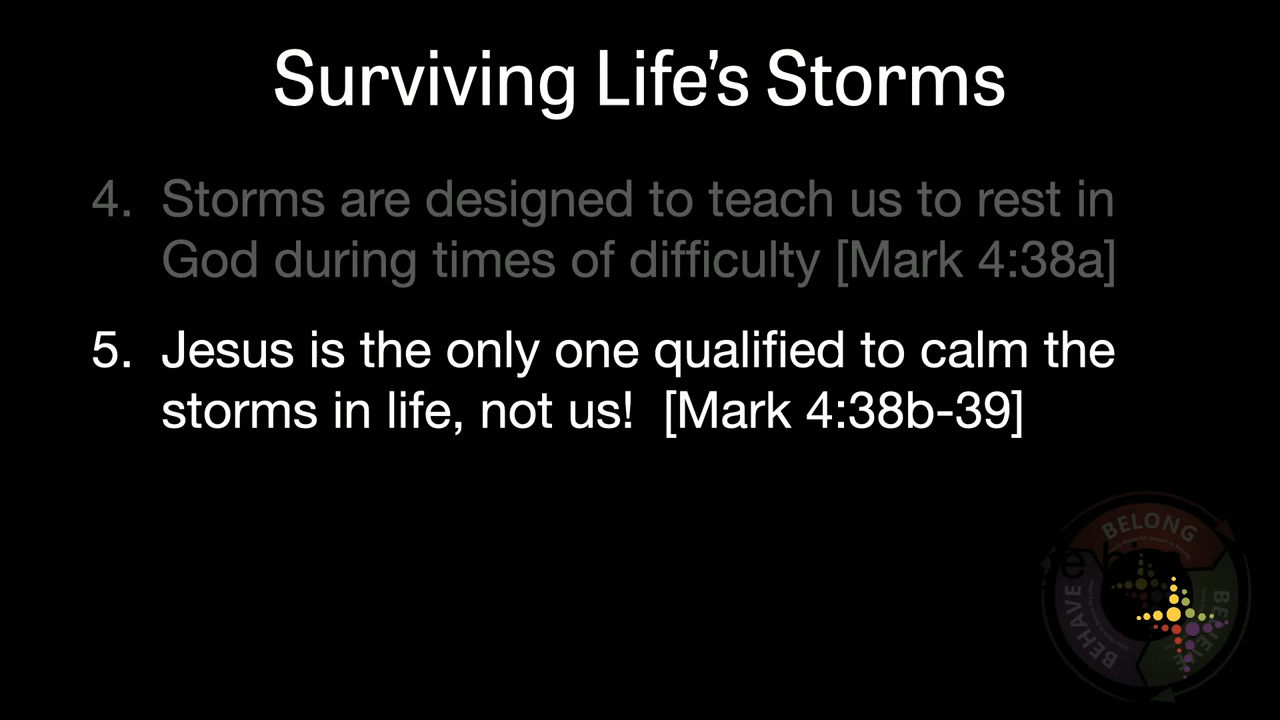 Surviving Life's Storms
4. Storms are designed to teach us to rest in
God during times of difficulty [Mark 4:38a]
5. Jesus is the only one qualified to calm the
storms in life, not us! [Mark 4:38b-39]
BELONG
BEHAVE